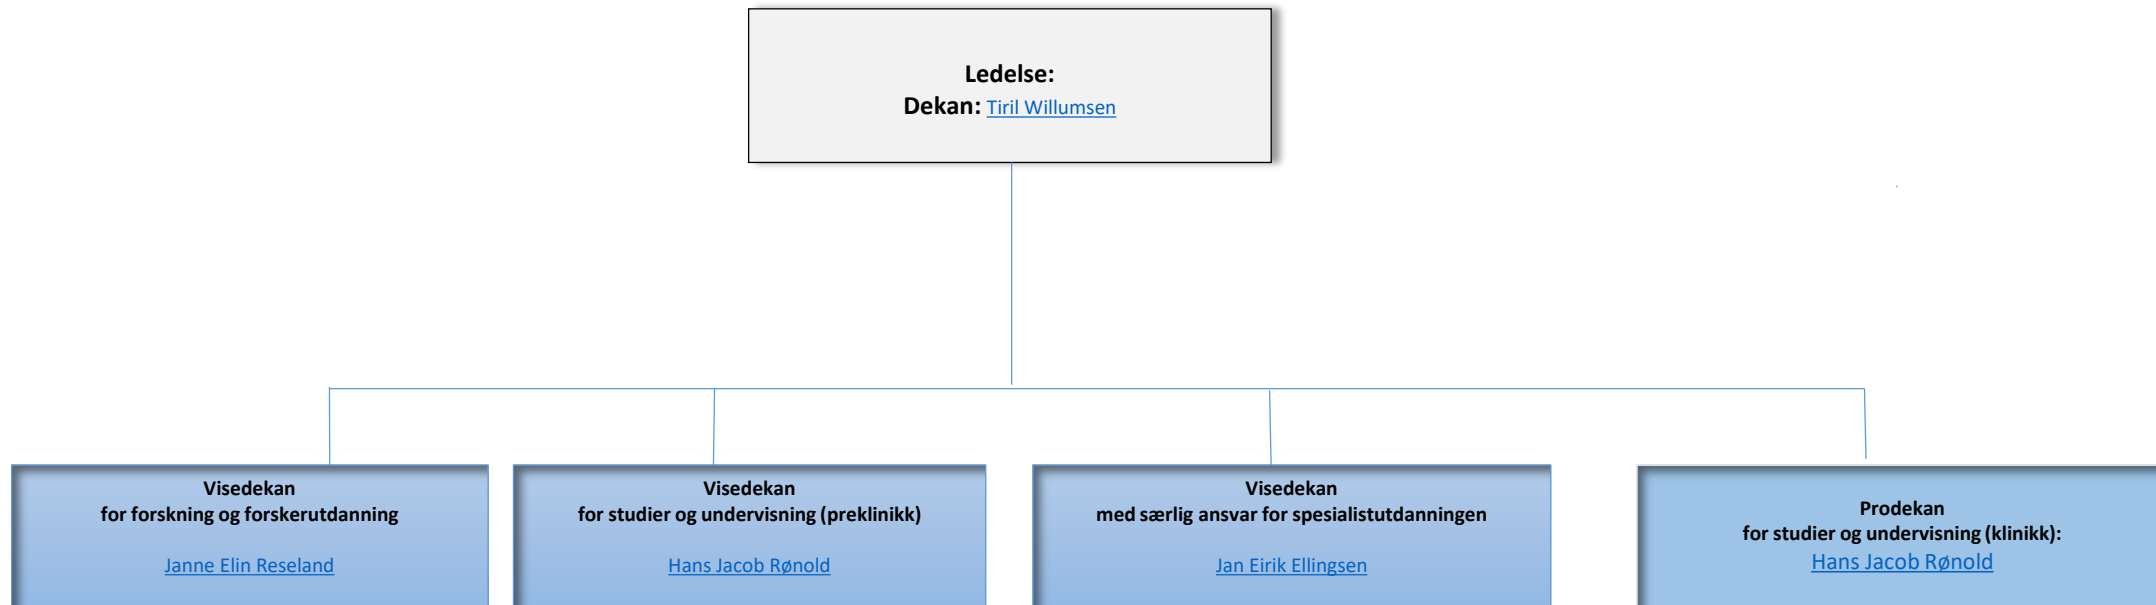 Ledelse:
Dekan: Tiril Willumsen
Visedekan
for forskning og forskerutdanning
Janne Elin Reseland
Visedekan
for studier og undervisning (preklinikk)
Hans Jacob Rønold
Visedekan
med særlig ansvar for spesialistutdanningen
Jan Eirik Ellingsen
Prodekan
for studier og undervisning (klinikk):
Hans Jacob Rønold